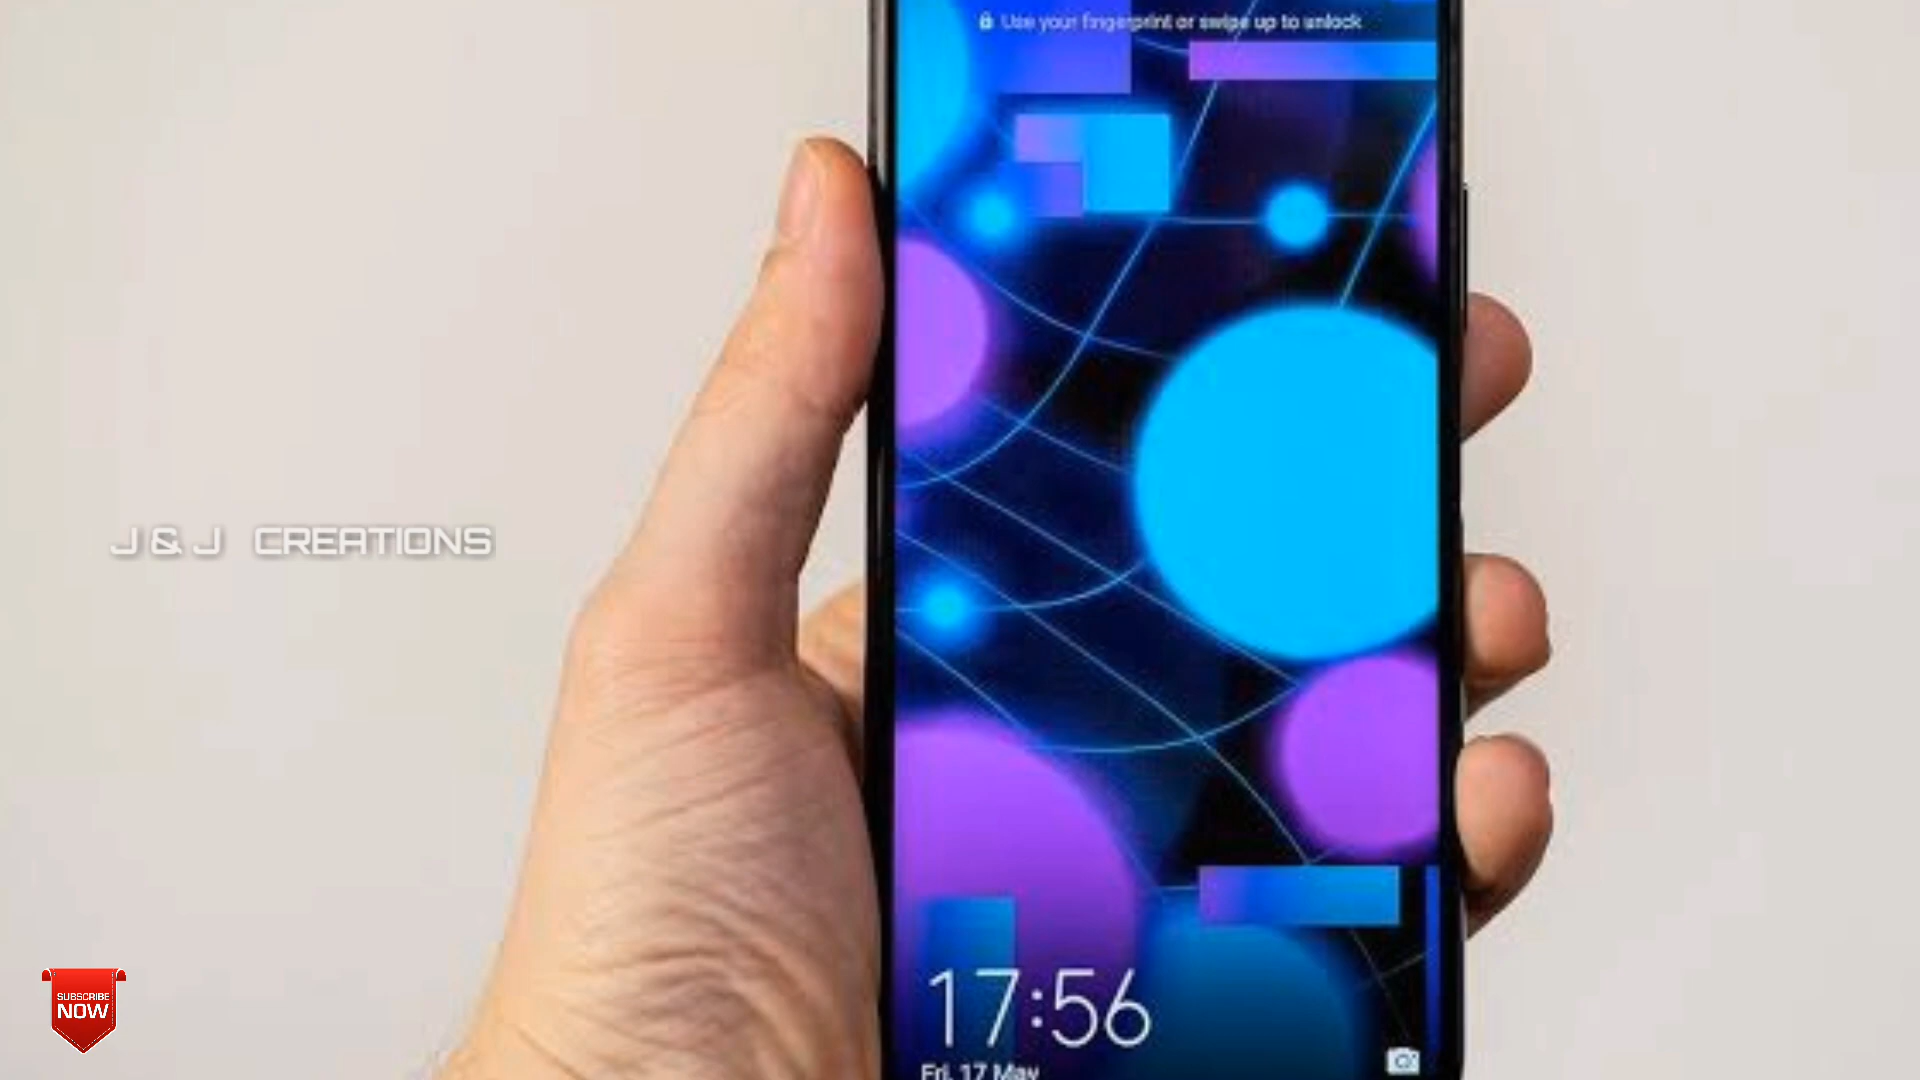 Use your fingerprint or swipe up to unlock
J & J CREATIONS
SUBSCRIBE
NOW
17:56
Fri, 17 May